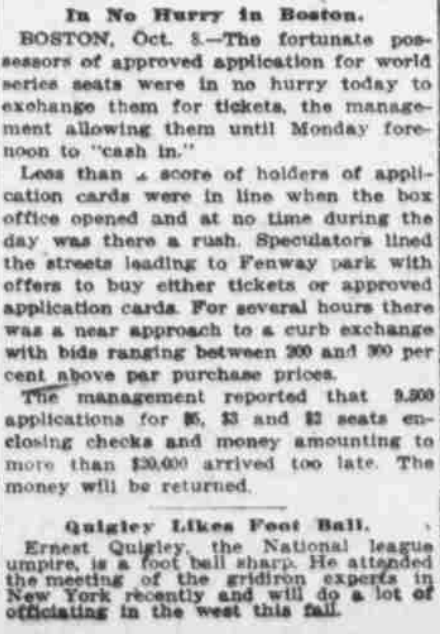 In No Hurry in Boston.
BOSTON, Oct. 8.—The fortunate pos-
sessors of approved application for world
series seats were in no hurry today to
exchange them for tickets, the manage-
ment allowing them until Monday fore-
noon to "cash in."
Less than a score of holders of appli-
cation cards were in line when the box
office opened and at no time during the
day was there a rush. Speculators lined
the streets leading to Fenway park with
offers to buy either tickets or approved
application cards. For several hours there
was a near approach to a curb exchange
with bids ranging between 200 and 300 per
cent above par purchase prices.
The management reported that
applications for $5, $3 and $2 seats en-
closing checks and money amounting to
more than arrived too late. The
money will be returned.
Quigley Likes Foot Ball.
Ernest Quigley, the National league
umpire, is a foot ball sharp. He attended
the meeting of the gridiron experts in
New York recently and will do a lot of
officiating in the west this fall.